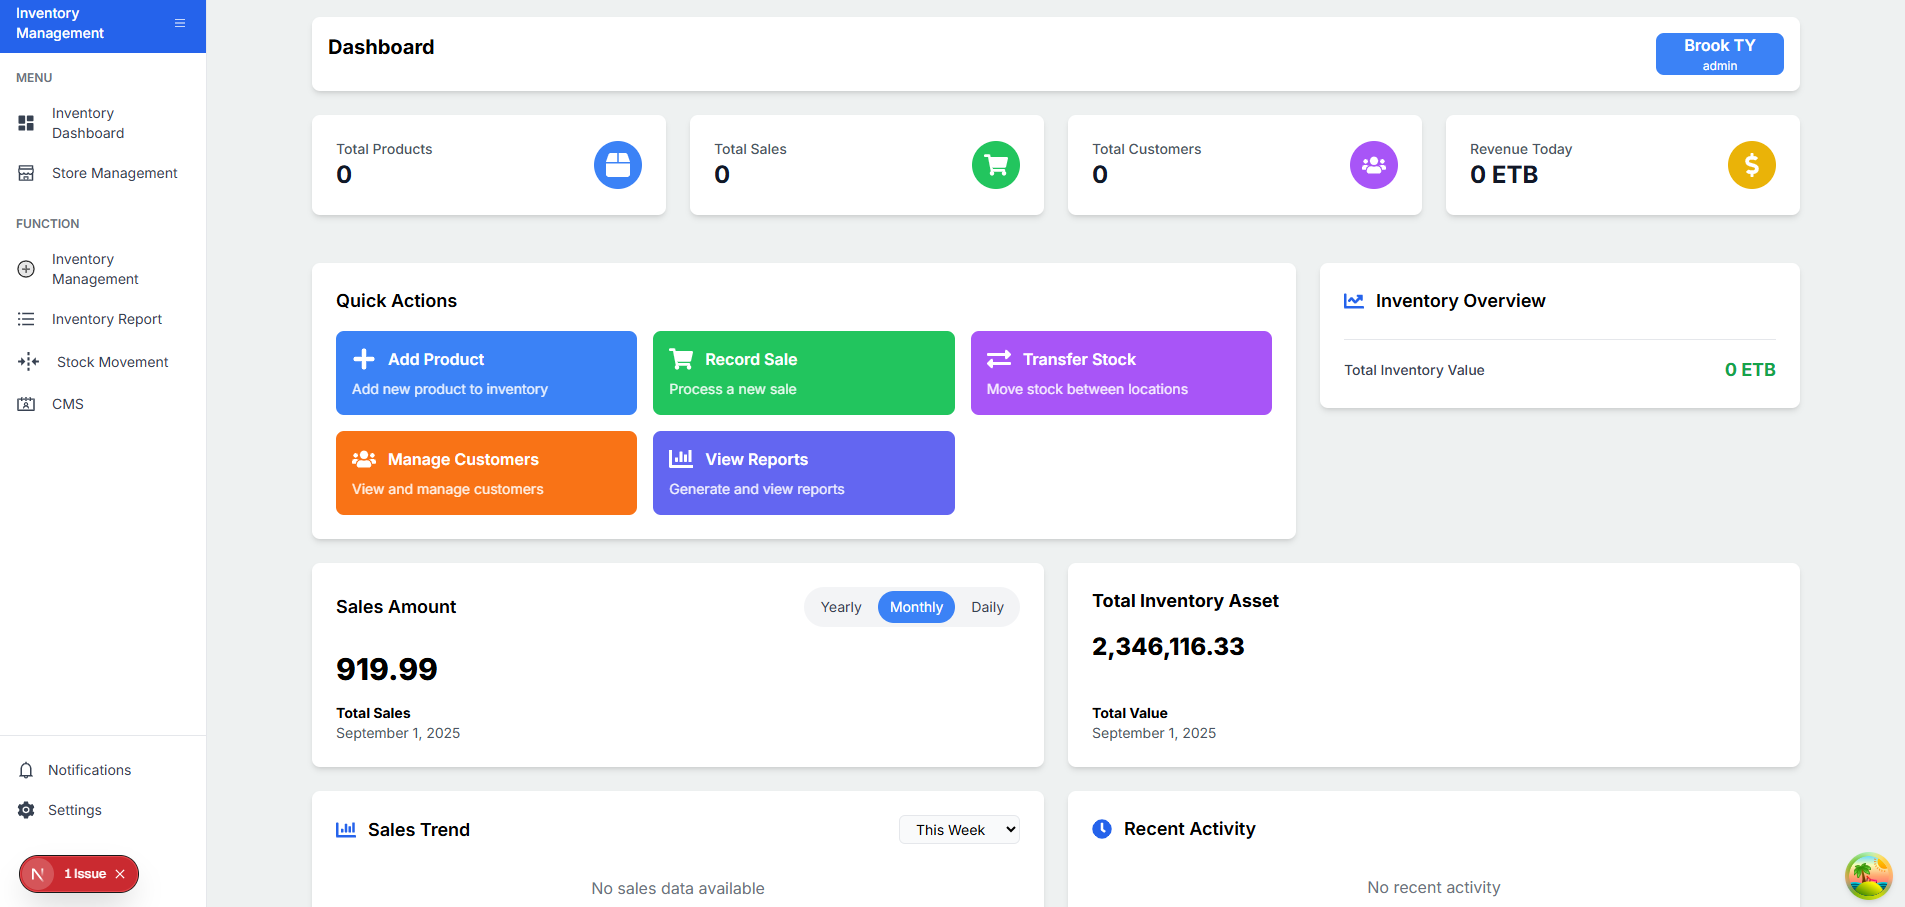 Inventory
Management
MENU
Inventory
Dashboard
Store Management
FUNCTION
Inventory
Management
Inventory Report
Stock Movement
CMS
Notifications
Settings
N
1 Issue
Dashboard
Brook TY
admin
Total Products
0
Total Sales
0
Total Customers
0
Revenue Today
0 ETB
Quick Actions
Add Product
Add new product to inventory
Record Sale
Process a new sale
Transfer Stock
Move stock between locations
Manage Customers
View and manage customers
View Reports
Generate and view reports
Inventory Overview
Total Inventory Value
0 ETB
Sales Amount
Yearly
Monthly
Daily
919.99
Total Sales
September 1, 2025
Total Inventory Asset
2,346,116.33
Total Value
September 1, 2025
Sales Trend
This Week
No sales data available
Recent Activity
No recent activity